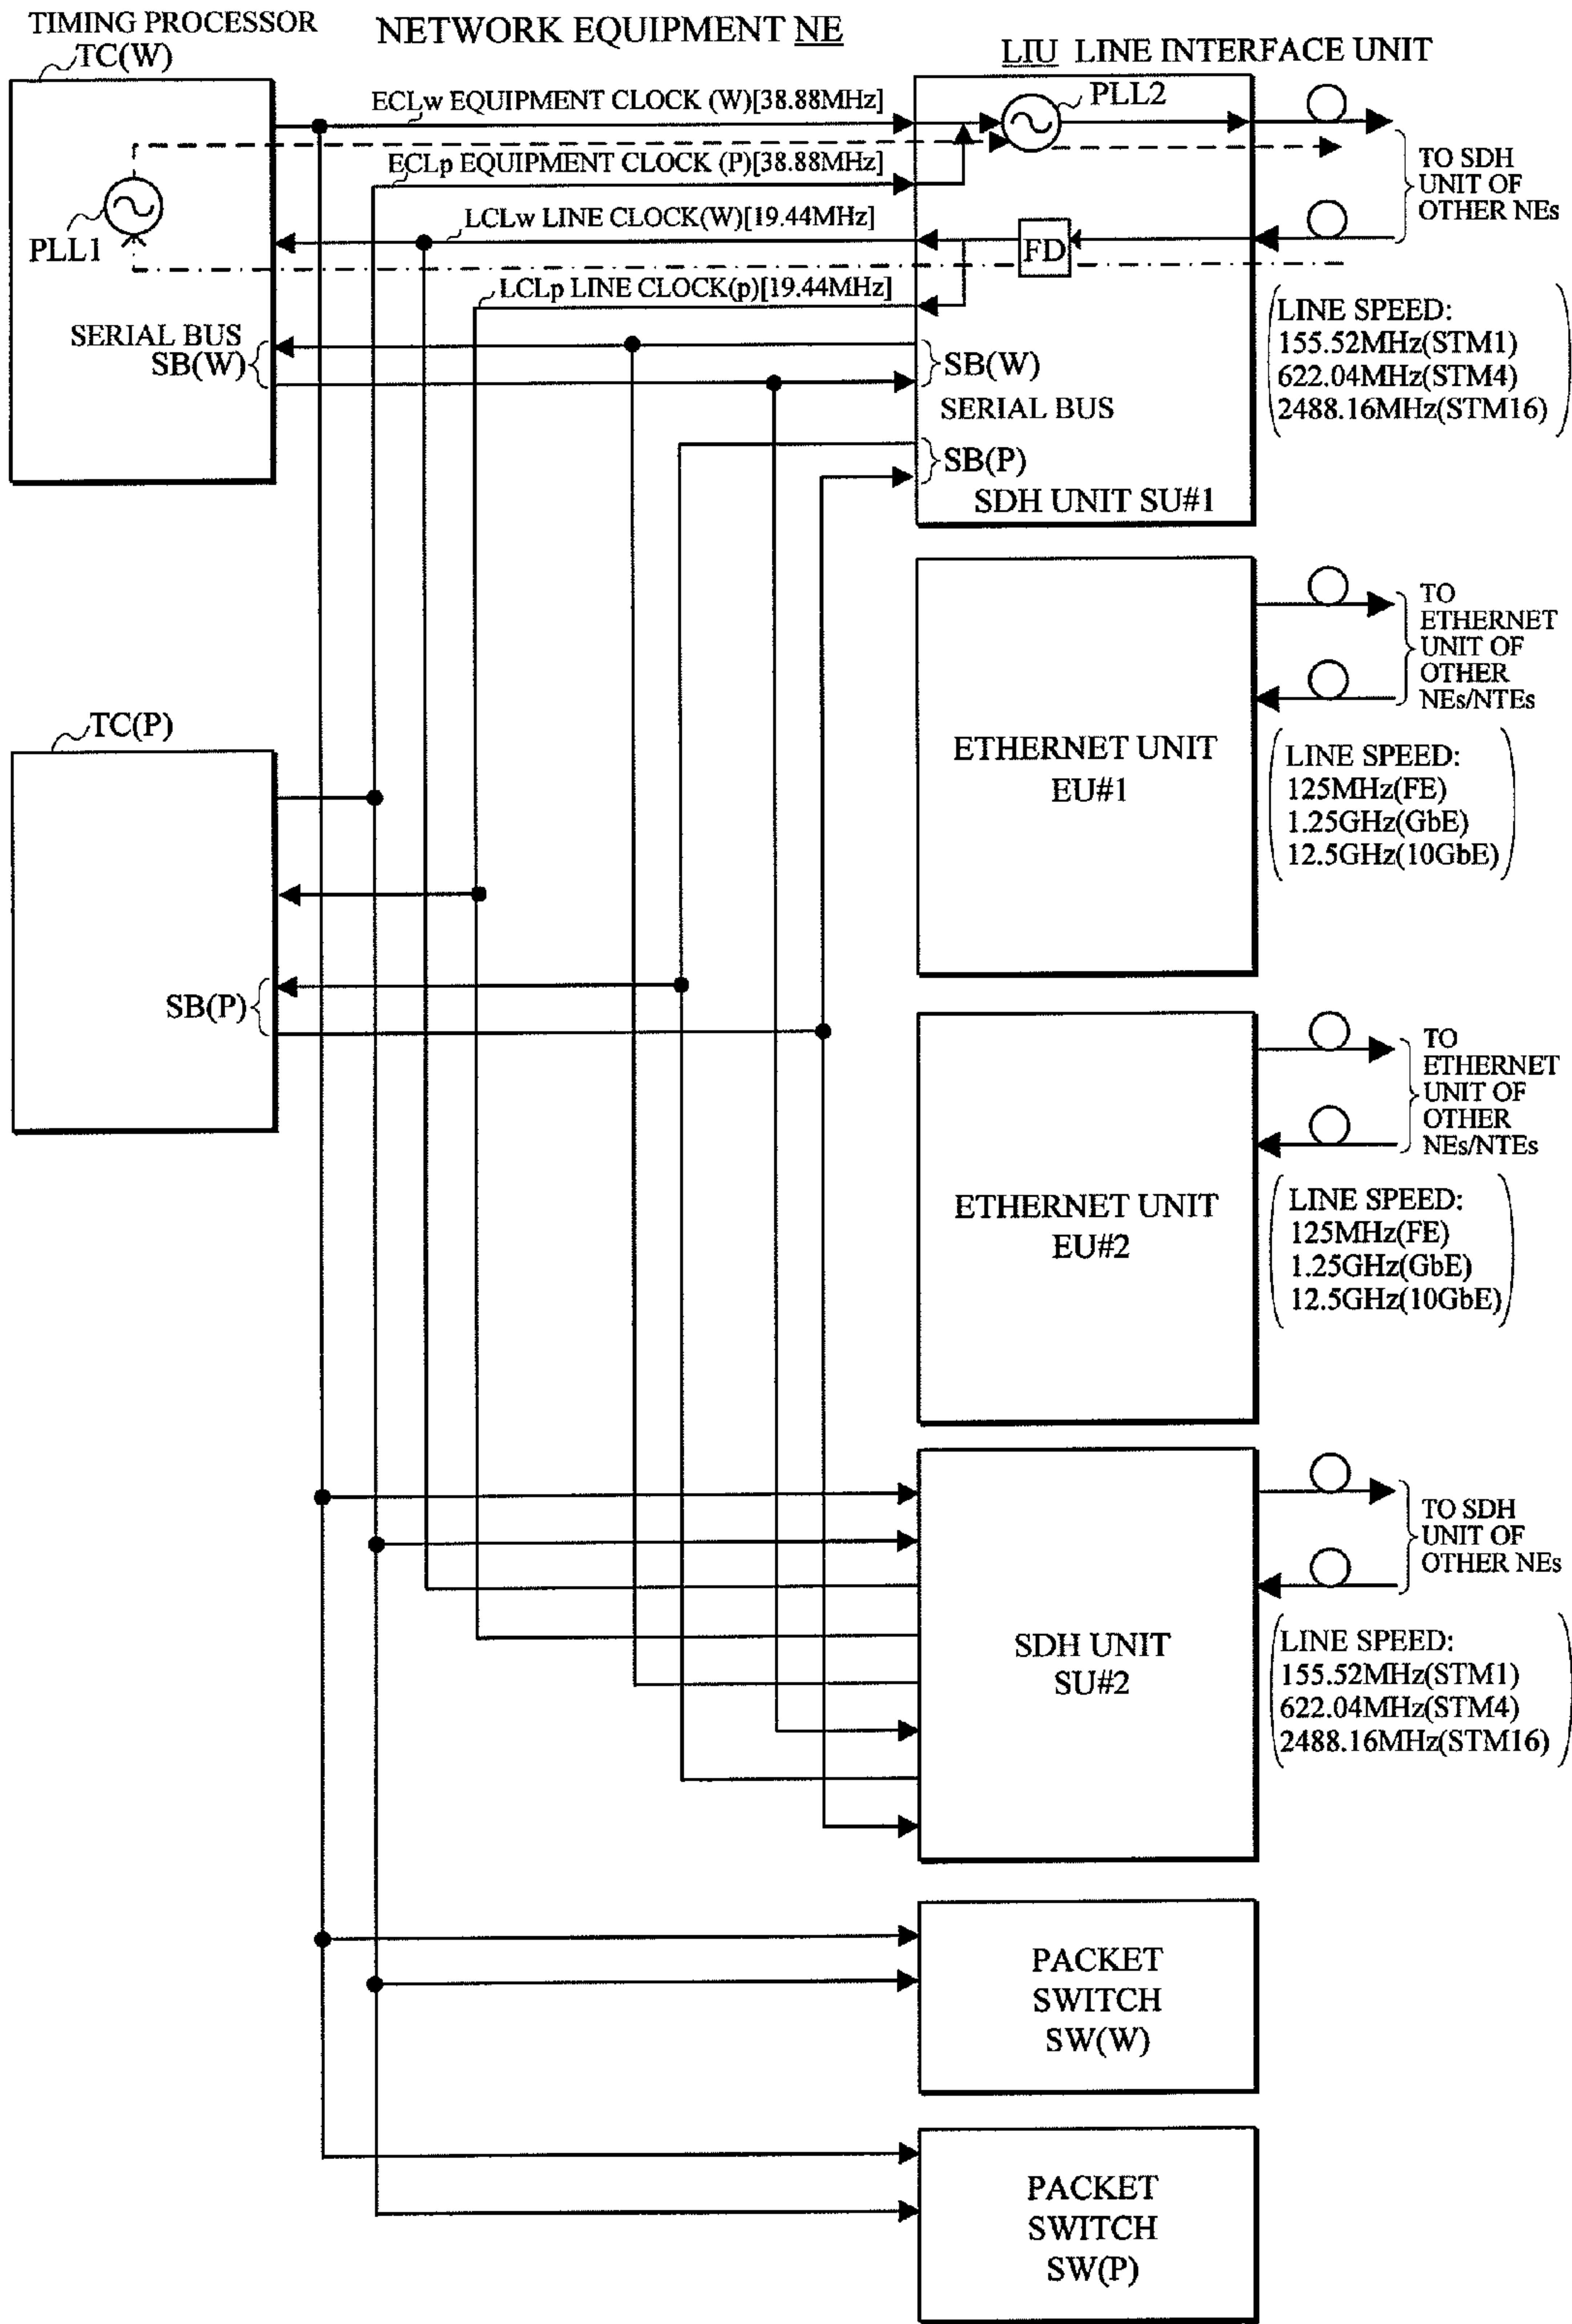 TIMING PROCESSOR
TC(W)
NETWORK EQUIPMENT NE
LIU LINE INTERFACE UNIT
ECLw EQUIPMENT CLOCK (W)[38.88MHz]
PLL2
ECLp EQUIPMENT CLOCK (P)[38.88MHz]
TO SDH
UNIT OF
OTHER NEs
LCLw LINE CLOCK(W)[19.44MHz]
PLL1
FD
LCLp LINE CLOCK(p)[19.44MHz]
LINE SPEED:
155.52MHz(STM1)
622.04MHz(STM4)
2488.16MHz(STM16)
SERIAL BUS
SB(W)
SB(W)
SERIAL BUS
SB(P)
SDH UNIT SU#1
TO
ETHERNET
UNIT OF
OTHER
NEs/NTEs
TC(P)
ETHERNET UNIT
EU#1
LINE SPEED:
125MHz(FE)
1.25GHz(GbE)
12.5GHz(10GbE)
SB(P)
TO
ETHERNET
UNIT OF
OTHER
NEs/NTEs
ETHERNET UNIT
EU#2
LINE SPEED:
125MHz(FE)
1.25GHz(GbE)
12.5GHz(10GbE)
TO SDH
UNIT OF
OTHER NEs
SDH UNIT
SU#2
LINE SPEED:
155.52MHz(STM1)
622.04MHz(STM4)
2488.16MHz(STM16)
PACKET
SWITCH
SW(W)
PACKET
SWITCH
SW(P)